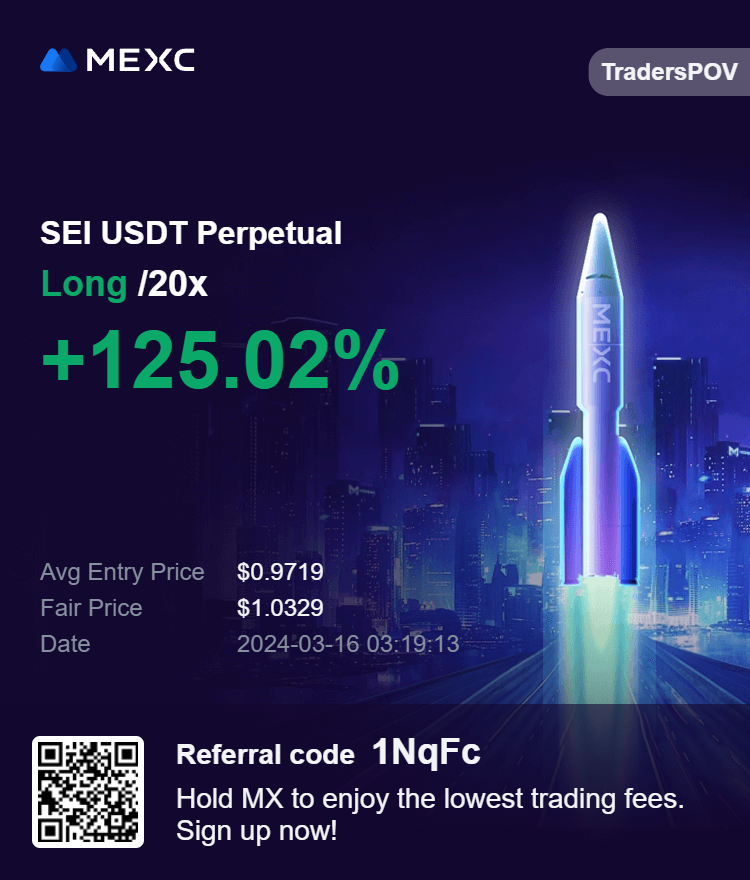 MEXC
TradersPOV
SEI USDT Perpetual
Long /20x
+125.02%
MEXC
Avg Entry Price $0.9719
Fair Price $1.0329
Date 2024-03-16 03:19:13
Referral code 1NqFc
Hold MX to enjoy the lowest trading fees.
Sign up now!